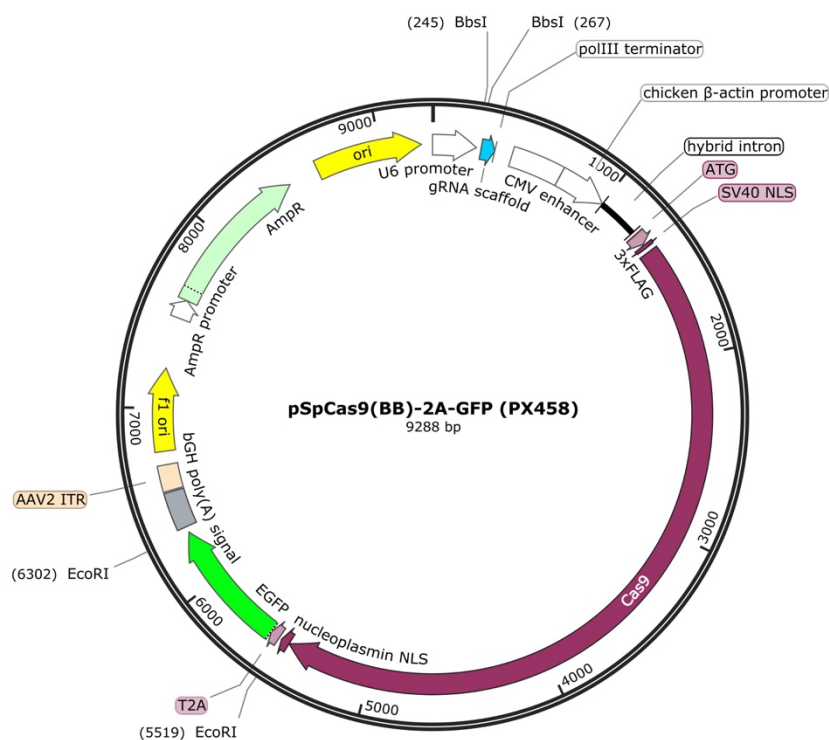 (245) BbsI
BbsI (267)
polIII terminator
chicken β-actin promoter
hybrid intron
ATG
SV40 NLS
9000
ori
U6 promoter
gRNA scaffold
CMV enhancer
1000
3xFLAG
8000
AmpR
AmpR promoter
2000
pSpCas9(BB)-2A-GFP (PX458)
9288 bp
7000
f1 ori
bGH poly(A) signal
AAV2 ITR
3000
(6302) EcoRI
6000
EGFP
nucleoplasmin NLS
Cas9
4000
T2A
5000
(5519) EcoRI